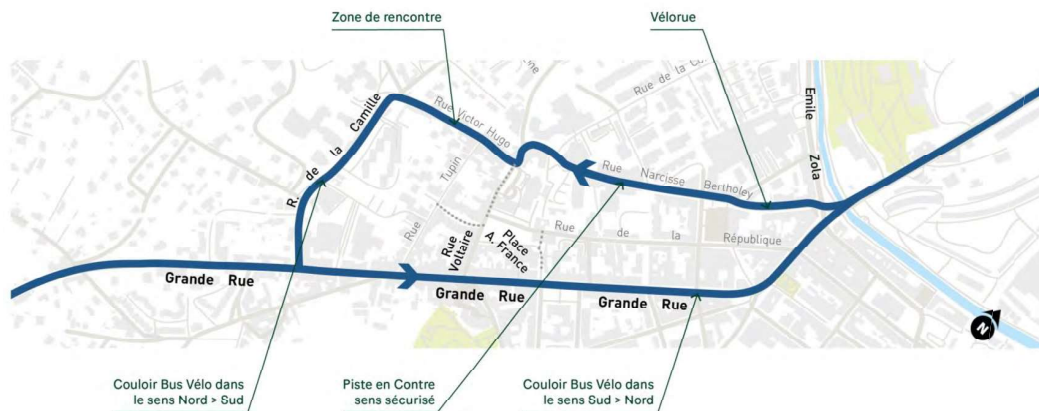 Zone de rencontre
Vélorue
Rue de la
R. de la Camille
Rue Victor Hugo
Emile Zola
Rue Narcisse Bertholey
Rue Tupin
Rue Voltaire
Place
A. France
Rue de la République
Grande Rue
Grande Rue
Grande Rue
N
Couloir Bus Vélo dans
le sens Nord > Sud
Piste en Contre
sens sécurisé
Couloir Bus Vélo dans
le sens Sud > Nord